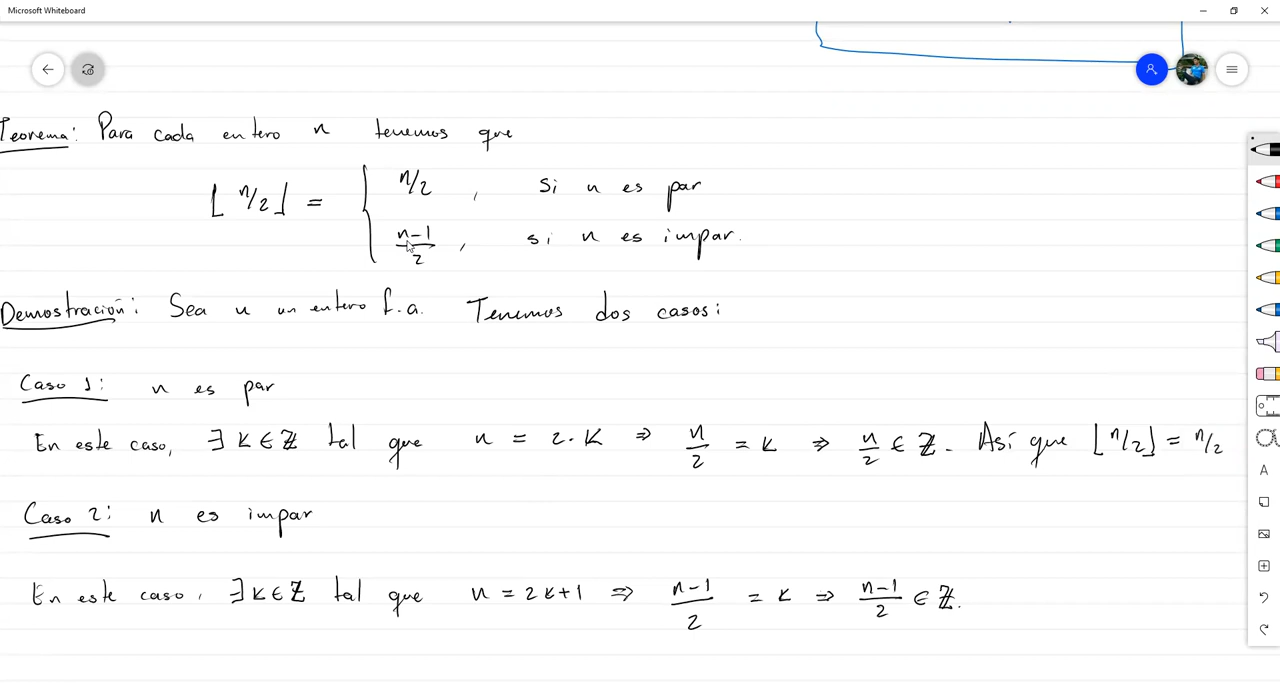 Microsoft Whiteboard
Teorema: Para cada entero n tenemos que
⌊n/2⌋ = { n/2 , si n es par
n-1/2 , si n es impar.
Demostración: Sea n un entero f.a. Tenemos dos casos:
Caso 1: n es par
En este caso, ∃ k ∈ ℤ tal que n = 2·k ⇒ n/2 = k ⇒ n/2 ∈ ℤ. Así que ⌊n/2⌋ = n/2
Caso 2: n es impar
En este caso, ∃ k ∈ ℤ tal que n = 2k+1 ⇒ n-1/2 = k ⇒ n-1/2 ∈ ℤ.
A